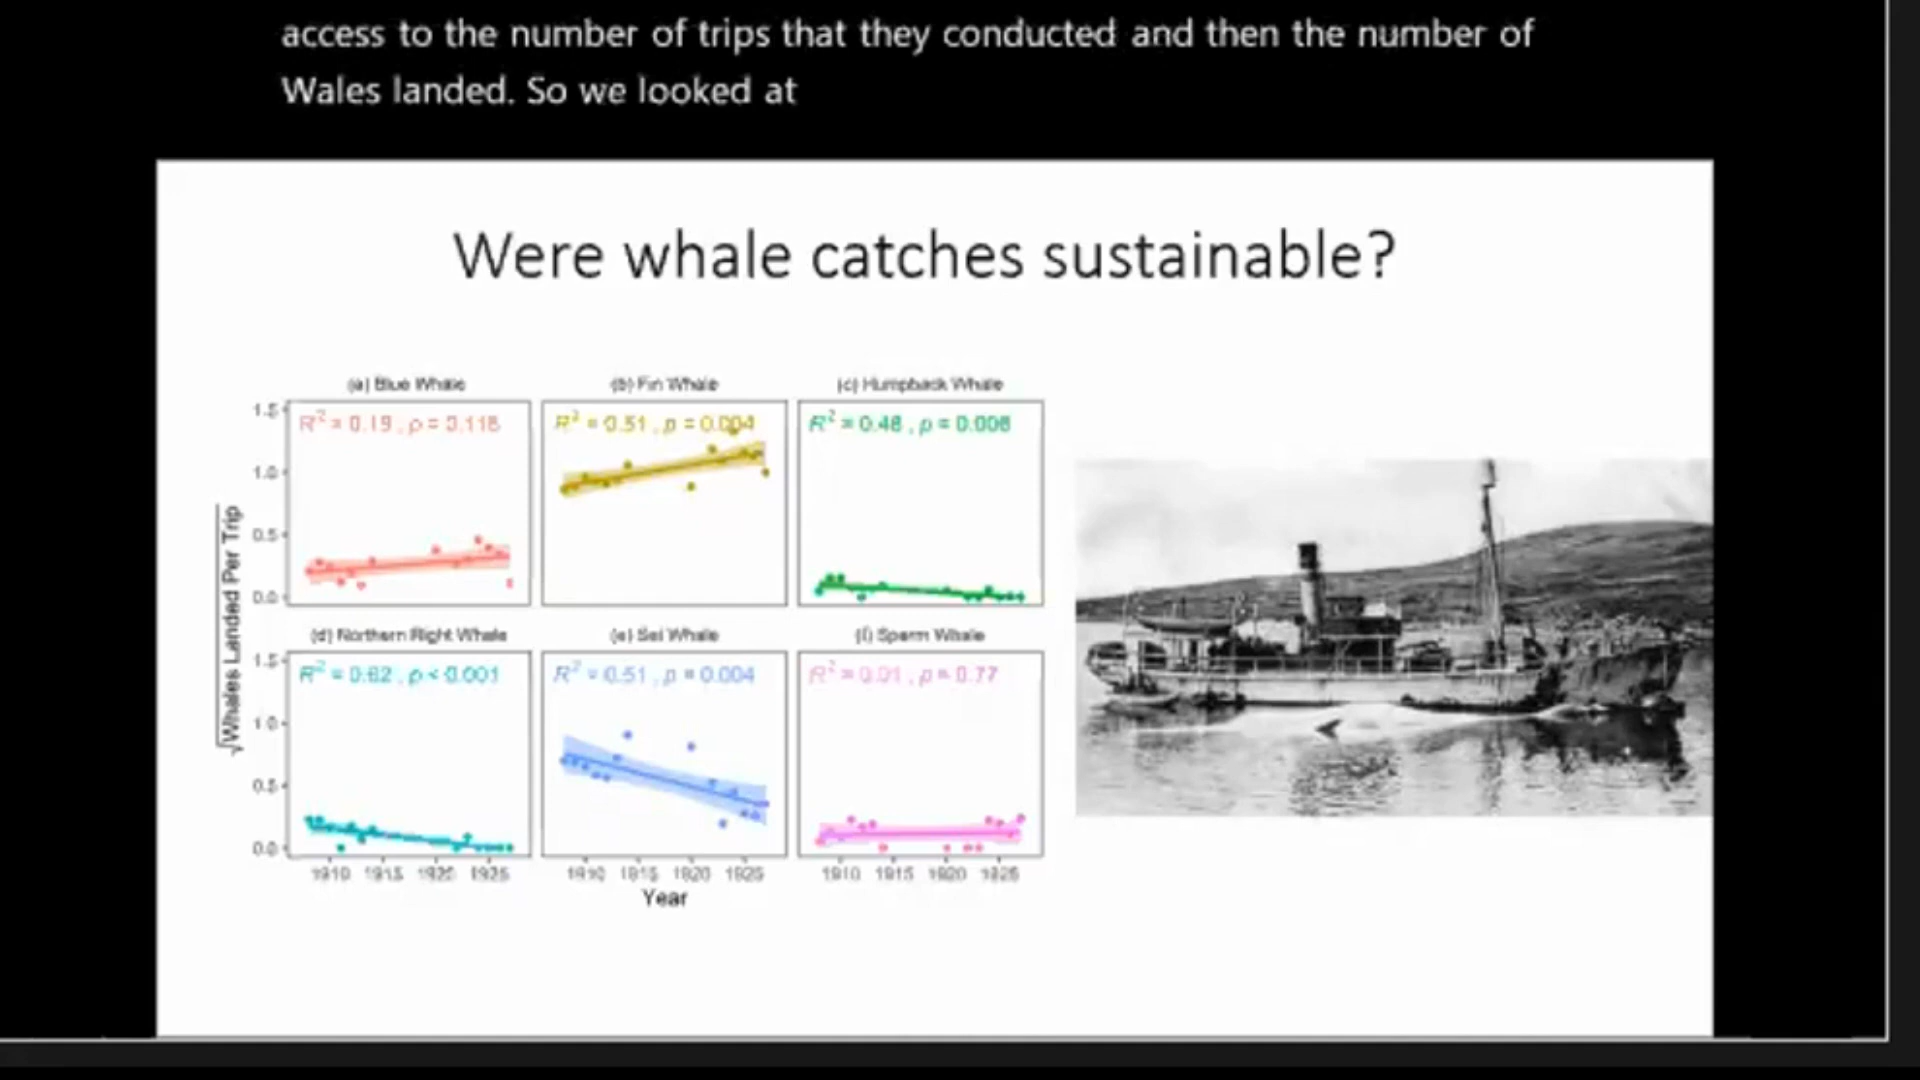 access to the number of trips that they conducted and then the number of
Wales landed. So we looked at
Were whale catches sustainable?
(a) Blue Whale
(b) Fin Whale
(c) Humpback Whale
R² = 0.19 , p = 0.118
R² = 0.51 , p = 0.004
R² = 0.48 , p = 0.006
1.5
1.0
0.5
0.0
√Whales Landed Per Trip
(d) Northern Right Whale
(e) Sei Whale
(f) Sperm Whale
R² = 0.62 , p < 0.001
R² = 0.51 , p = 0.004
R² = 0.01 , p = 0.77
1.5
1.0
0.5
0.0
1910 1915 1920 1925
1910 1915 1920 1925
1910 1915 1920 1925
Year